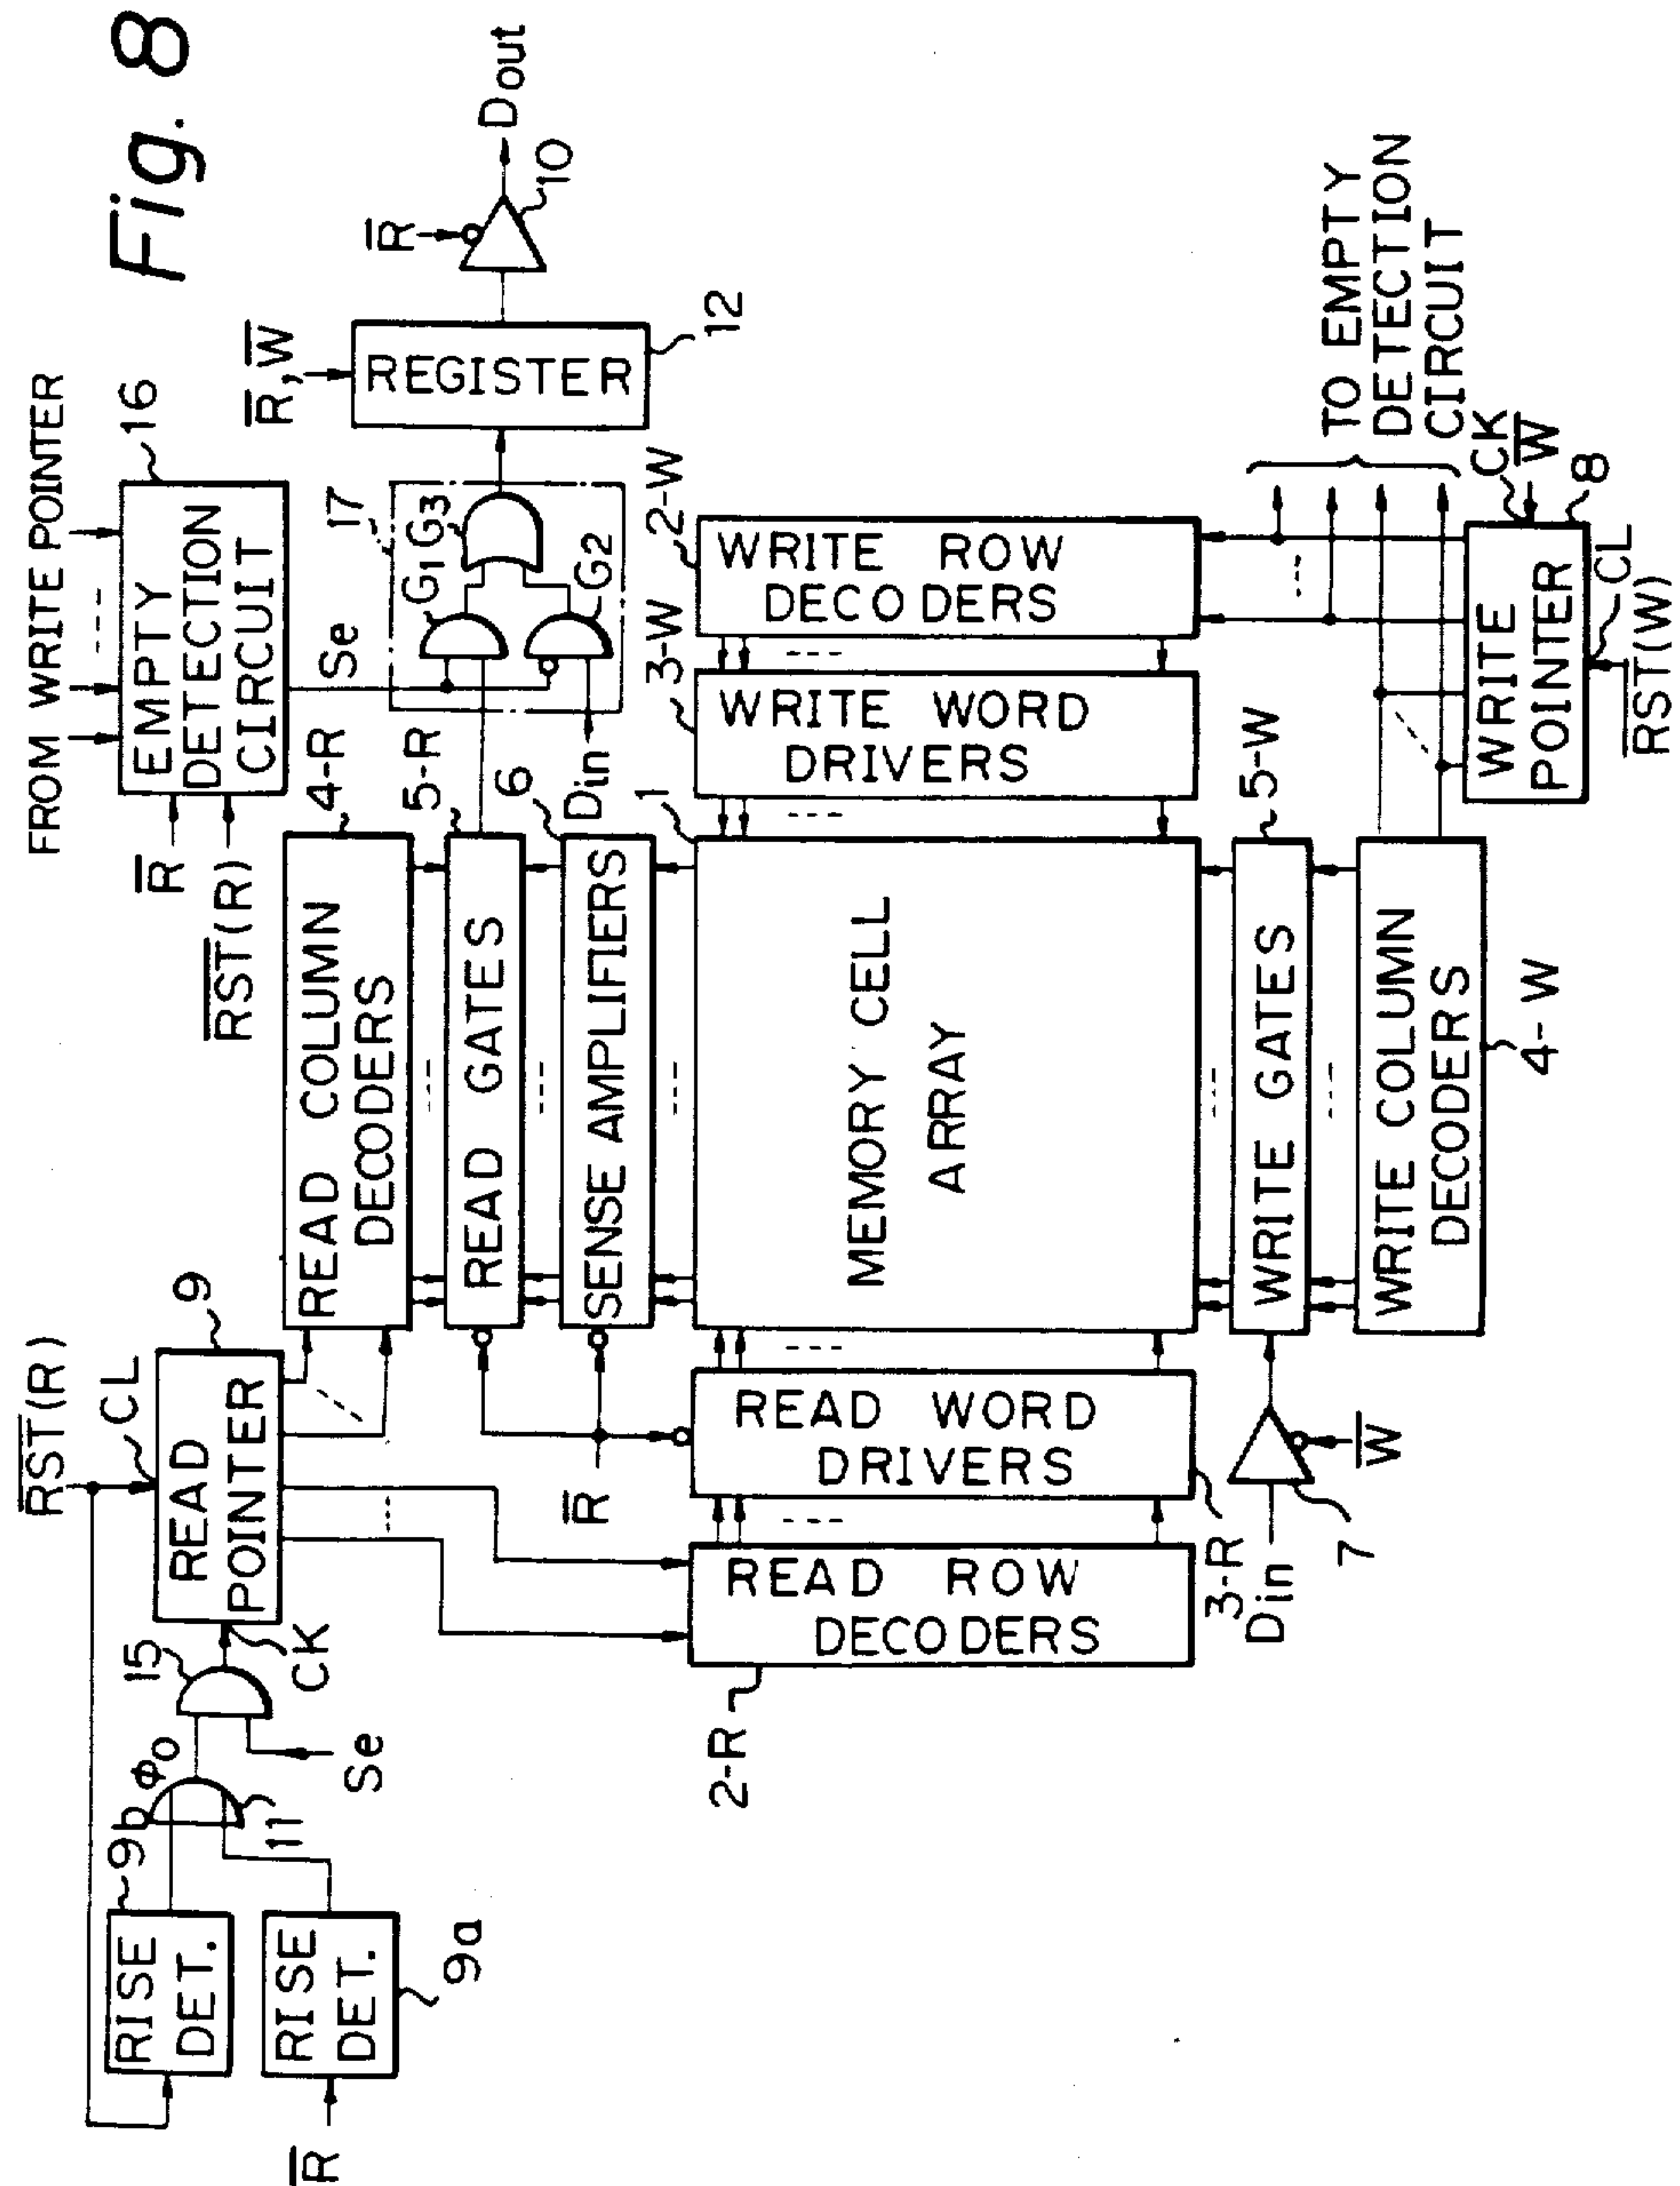 Fig. 8
FROM WRITE POINTER
R̅S̅T̅(R)
CL
9
READ
POINTER
CK
15
Se
ϕ0
11
9b
RISE
DET.
RISE
DET.
9a
R̅
EMPTY
DETECTION
CIRCUIT
16
R̅
R̅S̅T̅(R)
Se
17
G1
G3
G2
Din
R̅, W̅
REGISTER
12
R̅
10
Dout
READ COLUMN
DECODERS
4-R
READ GATES
5-R
SENSE AMPLIFIERS
6
R̅
MEMORY CELL
ARRAY
1
READ ROW
DECODERS
2-R
READ WORD
DRIVERS
3-R
WRITE WORD
DRIVERS
3-W
WRITE ROW
DECODERS
2-W
Din
7
W̅
WRITE GATES
5-W
WRITE COLUMN
DECODERS
4-W
WRITE
POINTER
8
CK
W̅
CL
R̅S̅T̅(W)
TO EMPTY
DETECTION
CIRCUIT